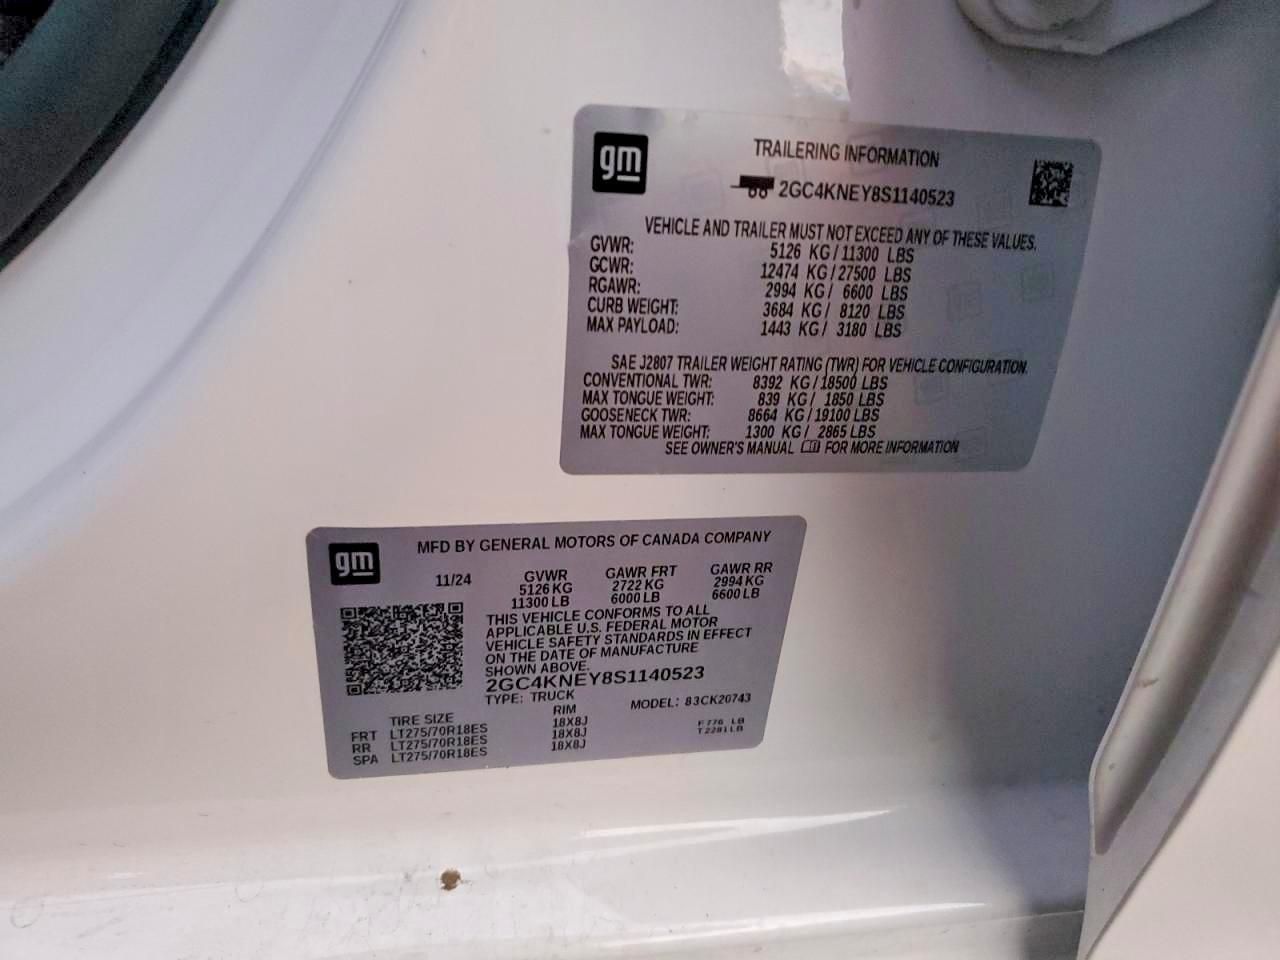 gm
TRAILERING INFORMATION
2GC4KNEY8S1140523
VEHICLE AND TRAILER MUST NOT EXCEED ANY OF THESE VALUES.
GVWR: 5126 KG/11300 LBS
GCWR: 12474 KG/27500 LBS
RGAWR: 2994 KG/ 6600 LBS
CURB WEIGHT: 3684 KG/ 8120 LBS
MAX PAYLOAD: 1443 KG/ 3180 LBS
SAE J2807 TRAILER WEIGHT RATING (TWR) FOR VEHICLE CONFIGURATION.
CONVENTIONAL TWR: 8392 KG/18500 LBS
MAX TONGUE WEIGHT: 839 KG/ 1850 LBS
GOOSENECK TWR: 8664 KG/19100 LBS
MAX TONGUE WEIGHT: 1300 KG/ 2865 LBS
SEE OWNER'S MANUAL FOR MORE INFORMATION
gm
MFD BY GENERAL MOTORS OF CANADA COMPANY
11/24 GVWR GAWR FRT GAWR RR
5126 KG 2722 KG 2994 KG
11300 LB 6000 LB 6600 LB
THIS VEHICLE CONFORMS TO ALL
APPLICABLE U.S. FEDERAL MOTOR
VEHICLE SAFETY STANDARDS IN EFFECT
ON THE DATE OF MANUFACTURE
SHOWN ABOVE.
2GC4KNEY8S1140523
TYPE: TRUCK MODEL: 83CK20743
TIRE SIZE RIM
FRT LT275/70R18ES 18X8J
RR LT275/70R18ES 18X8J
SPA LT275/70R18ES 18X8J
F 776 LB
T 2281 LB